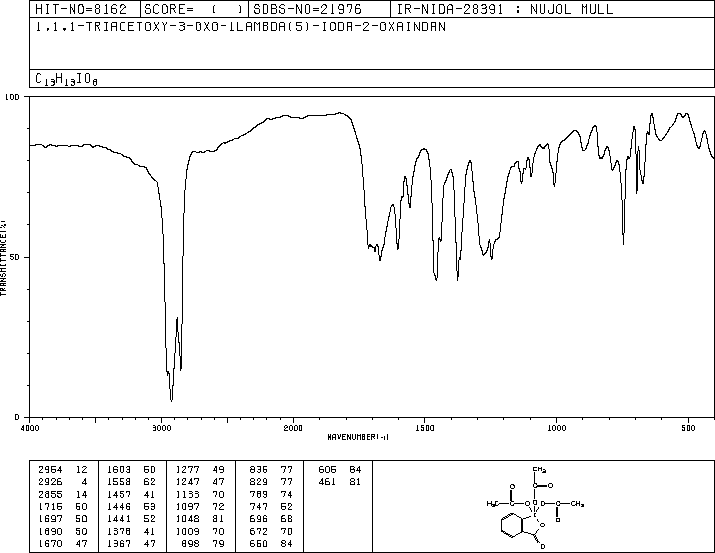 HIT-NO=8162 SCORE= ( ) SDBS-NO=21976 IR-NIDA-28391 : NUJOL MULL
1,1,1-TRIACETOXY-3-OXO-1LAMBDA(5)-IODA-2-OXAINDAN
C13H13IO8
100
50
0
TRANSMITTANCE(%)
4000 3000 2000 1500 1000 500
WAVENUMBER(-1)
2954 12 1603 50 1277 49 836 77 606 84
2926 4 1558 62 1247 47 829 77 461 81
2855 14 1457 41 1133 70 789 74
1715 50 1446 53 1097 72 747 52
1697 50 1441 52 1048 81 696 68
1690 50 1378 41 1009 70 672 70
1670 47 1367 47 898 79 650 84
CH3
C O
H3C C O O C CH3
O I O
O
C
O